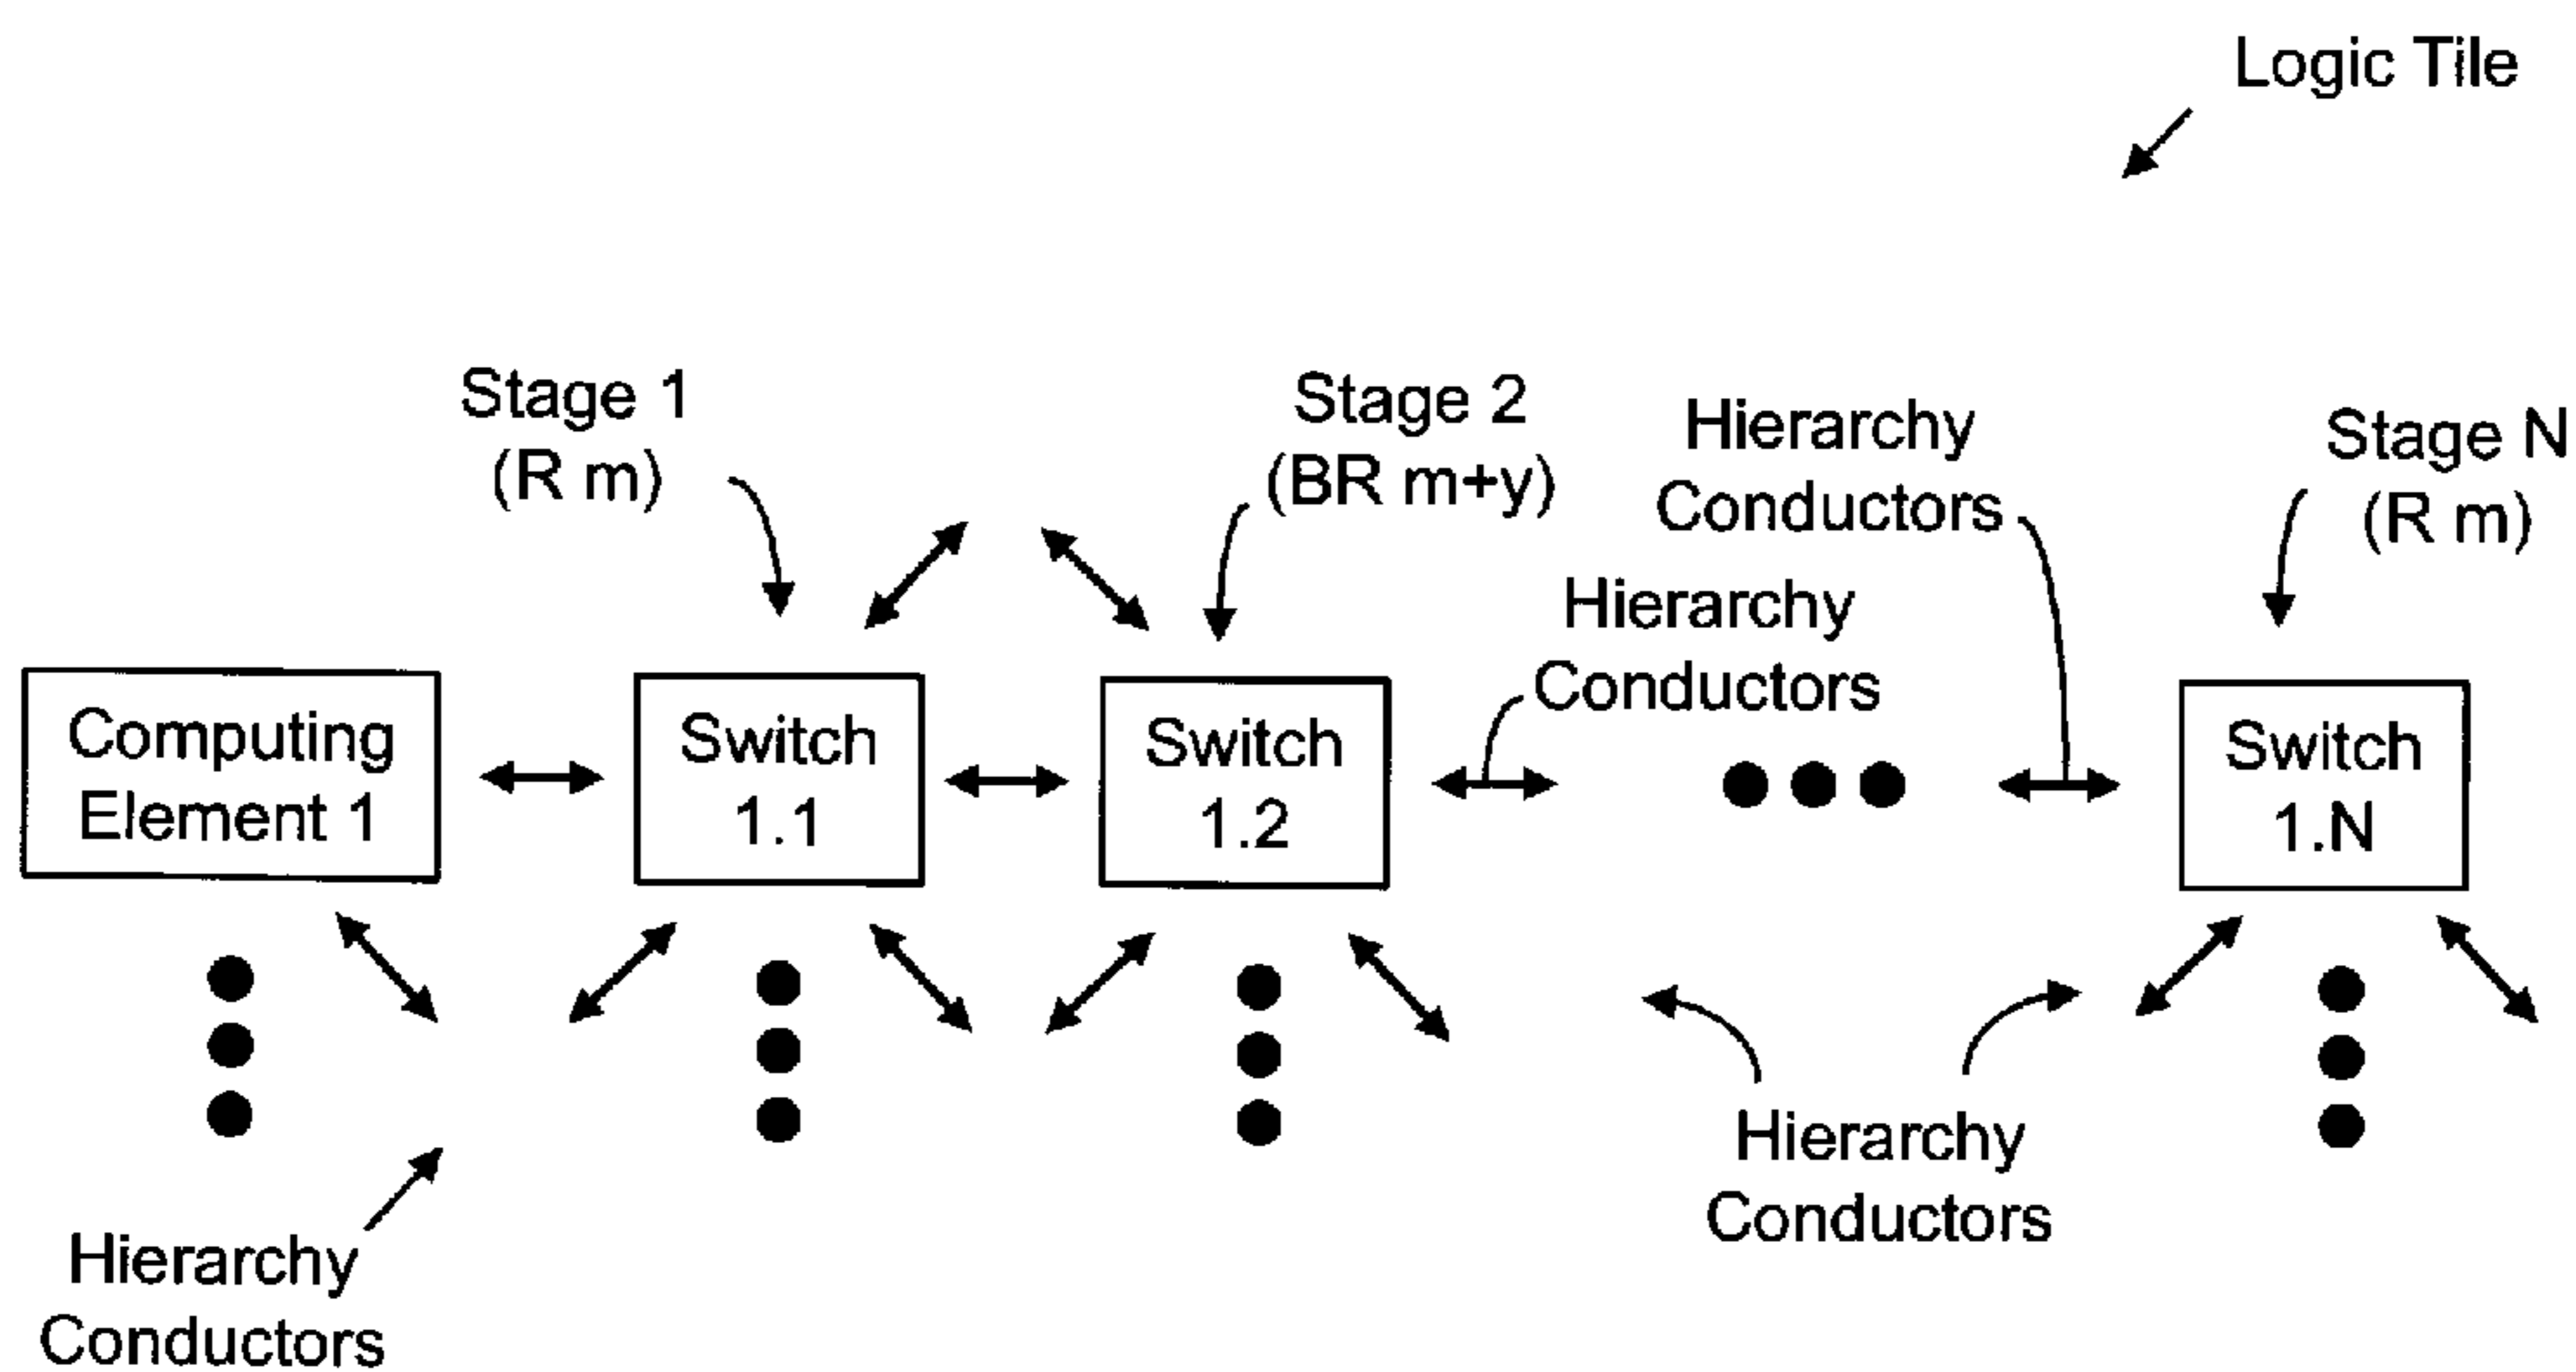 Logic Tile
Stage 1
(R m)
Stage 2
(BR m+y)
Hierarchy
Conductors
Stage N
(R m)
Hierarchy
Conductors
Computing
Element 1
Switch
1.1
Switch
1.2
Switch
1.N
Hierarchy
Conductors
Hierarchy
Conductors